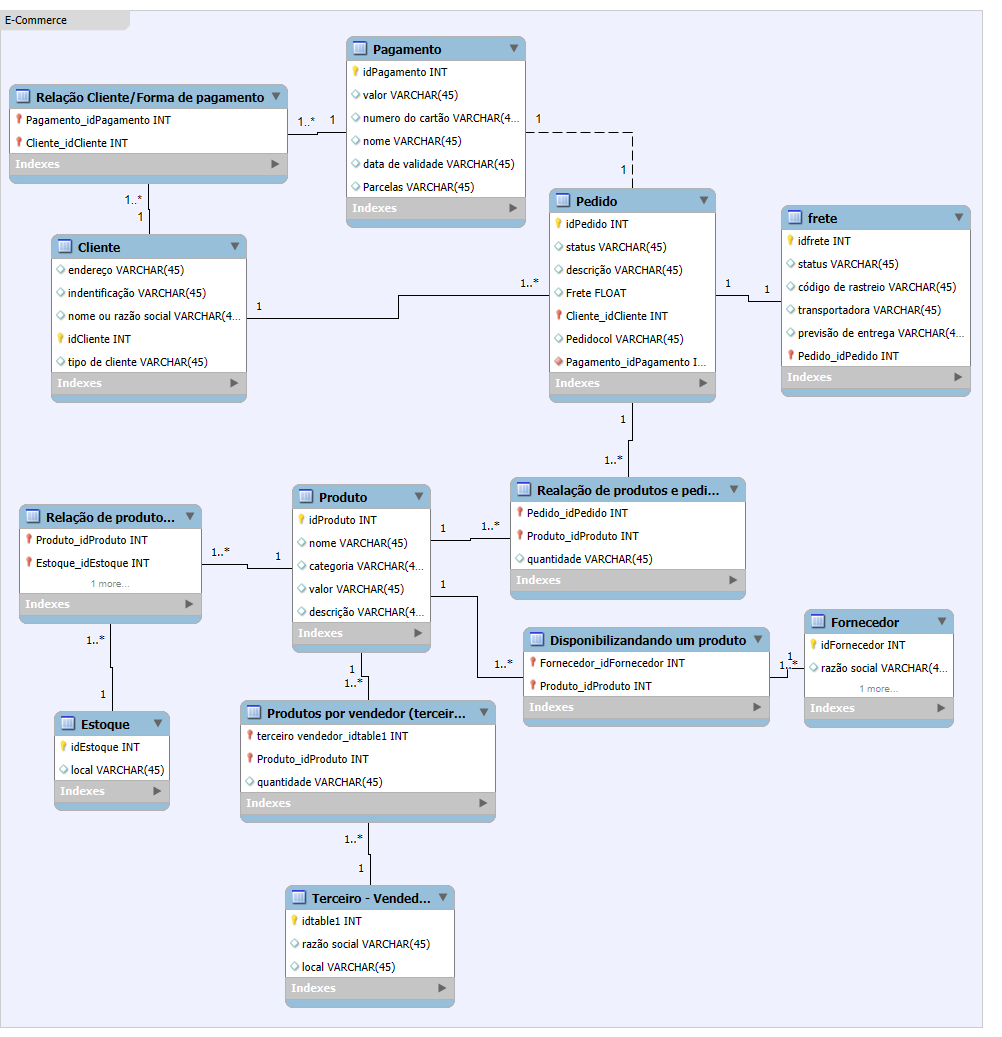 E-Commerce
Pagamento
idPagamento INT
valor VARCHAR(45)
numero do cartão VARCHAR(4...
nome VARCHAR(45)
data de validade VARCHAR(45)
Parcelas VARCHAR(45)
Indexes
Relação Cliente/Forma de pagamento
Pagamento_idPagamento INT
Cliente_idCliente INT
Indexes
1..*
1
1
1
1..*
1
Cliente
endereço VARCHAR(45)
indentificação VARCHAR(45)
nome ou razão social VARCHAR(4...
idCliente INT
tipo de cliente VARCHAR(45)
Indexes
1
1..*
Pedido
idPedido INT
status VARCHAR(45)
descrição VARCHAR(45)
Frete FLOAT
Cliente_idCliente INT
Pedidocol VARCHAR(45)
Pagamento_idPagamento I...
Indexes
1
1
frete
idfrete INT
status VARCHAR(45)
código de rastreio VARCHAR(45)
transportadora VARCHAR(45)
previsão de entrega VARCHAR(4...
Pedido_idPedido INT
Indexes
1
1..*
Realação de produtos e pedi...
Pedido_idPedido INT
Produto_idProduto INT
quantidade VARCHAR(45)
Indexes
Produto
idProduto INT
nome VARCHAR(45)
categoria VARCHAR(4...
valor VARCHAR(45)
descrição VARCHAR(4...
Indexes
1
1..*
1
1..*
Relação de produto...
Produto_idProduto INT
Estoque_idEstoque INT
1 more...
Indexes
1..*
1
1..*
1
Estoque
idEstoque INT
local VARCHAR(45)
Indexes
Disponibilizandando um produto
Fornecedor_idFornecedor INT
Produto_idProduto INT
Indexes
1
1..*
Fornecedor
idFornecedor INT
razão social VARCHAR(4...
1 more...
Indexes
1
1..*
Produtos por vendedor (terceir...
terceiro vendedor_idtable1 INT
Produto_idProduto INT
quantidade VARCHAR(45)
Indexes
1..*
1
Terceiro - Vended...
idtable1 INT
razão social VARCHAR(45)
local VARCHAR(45)
Indexes